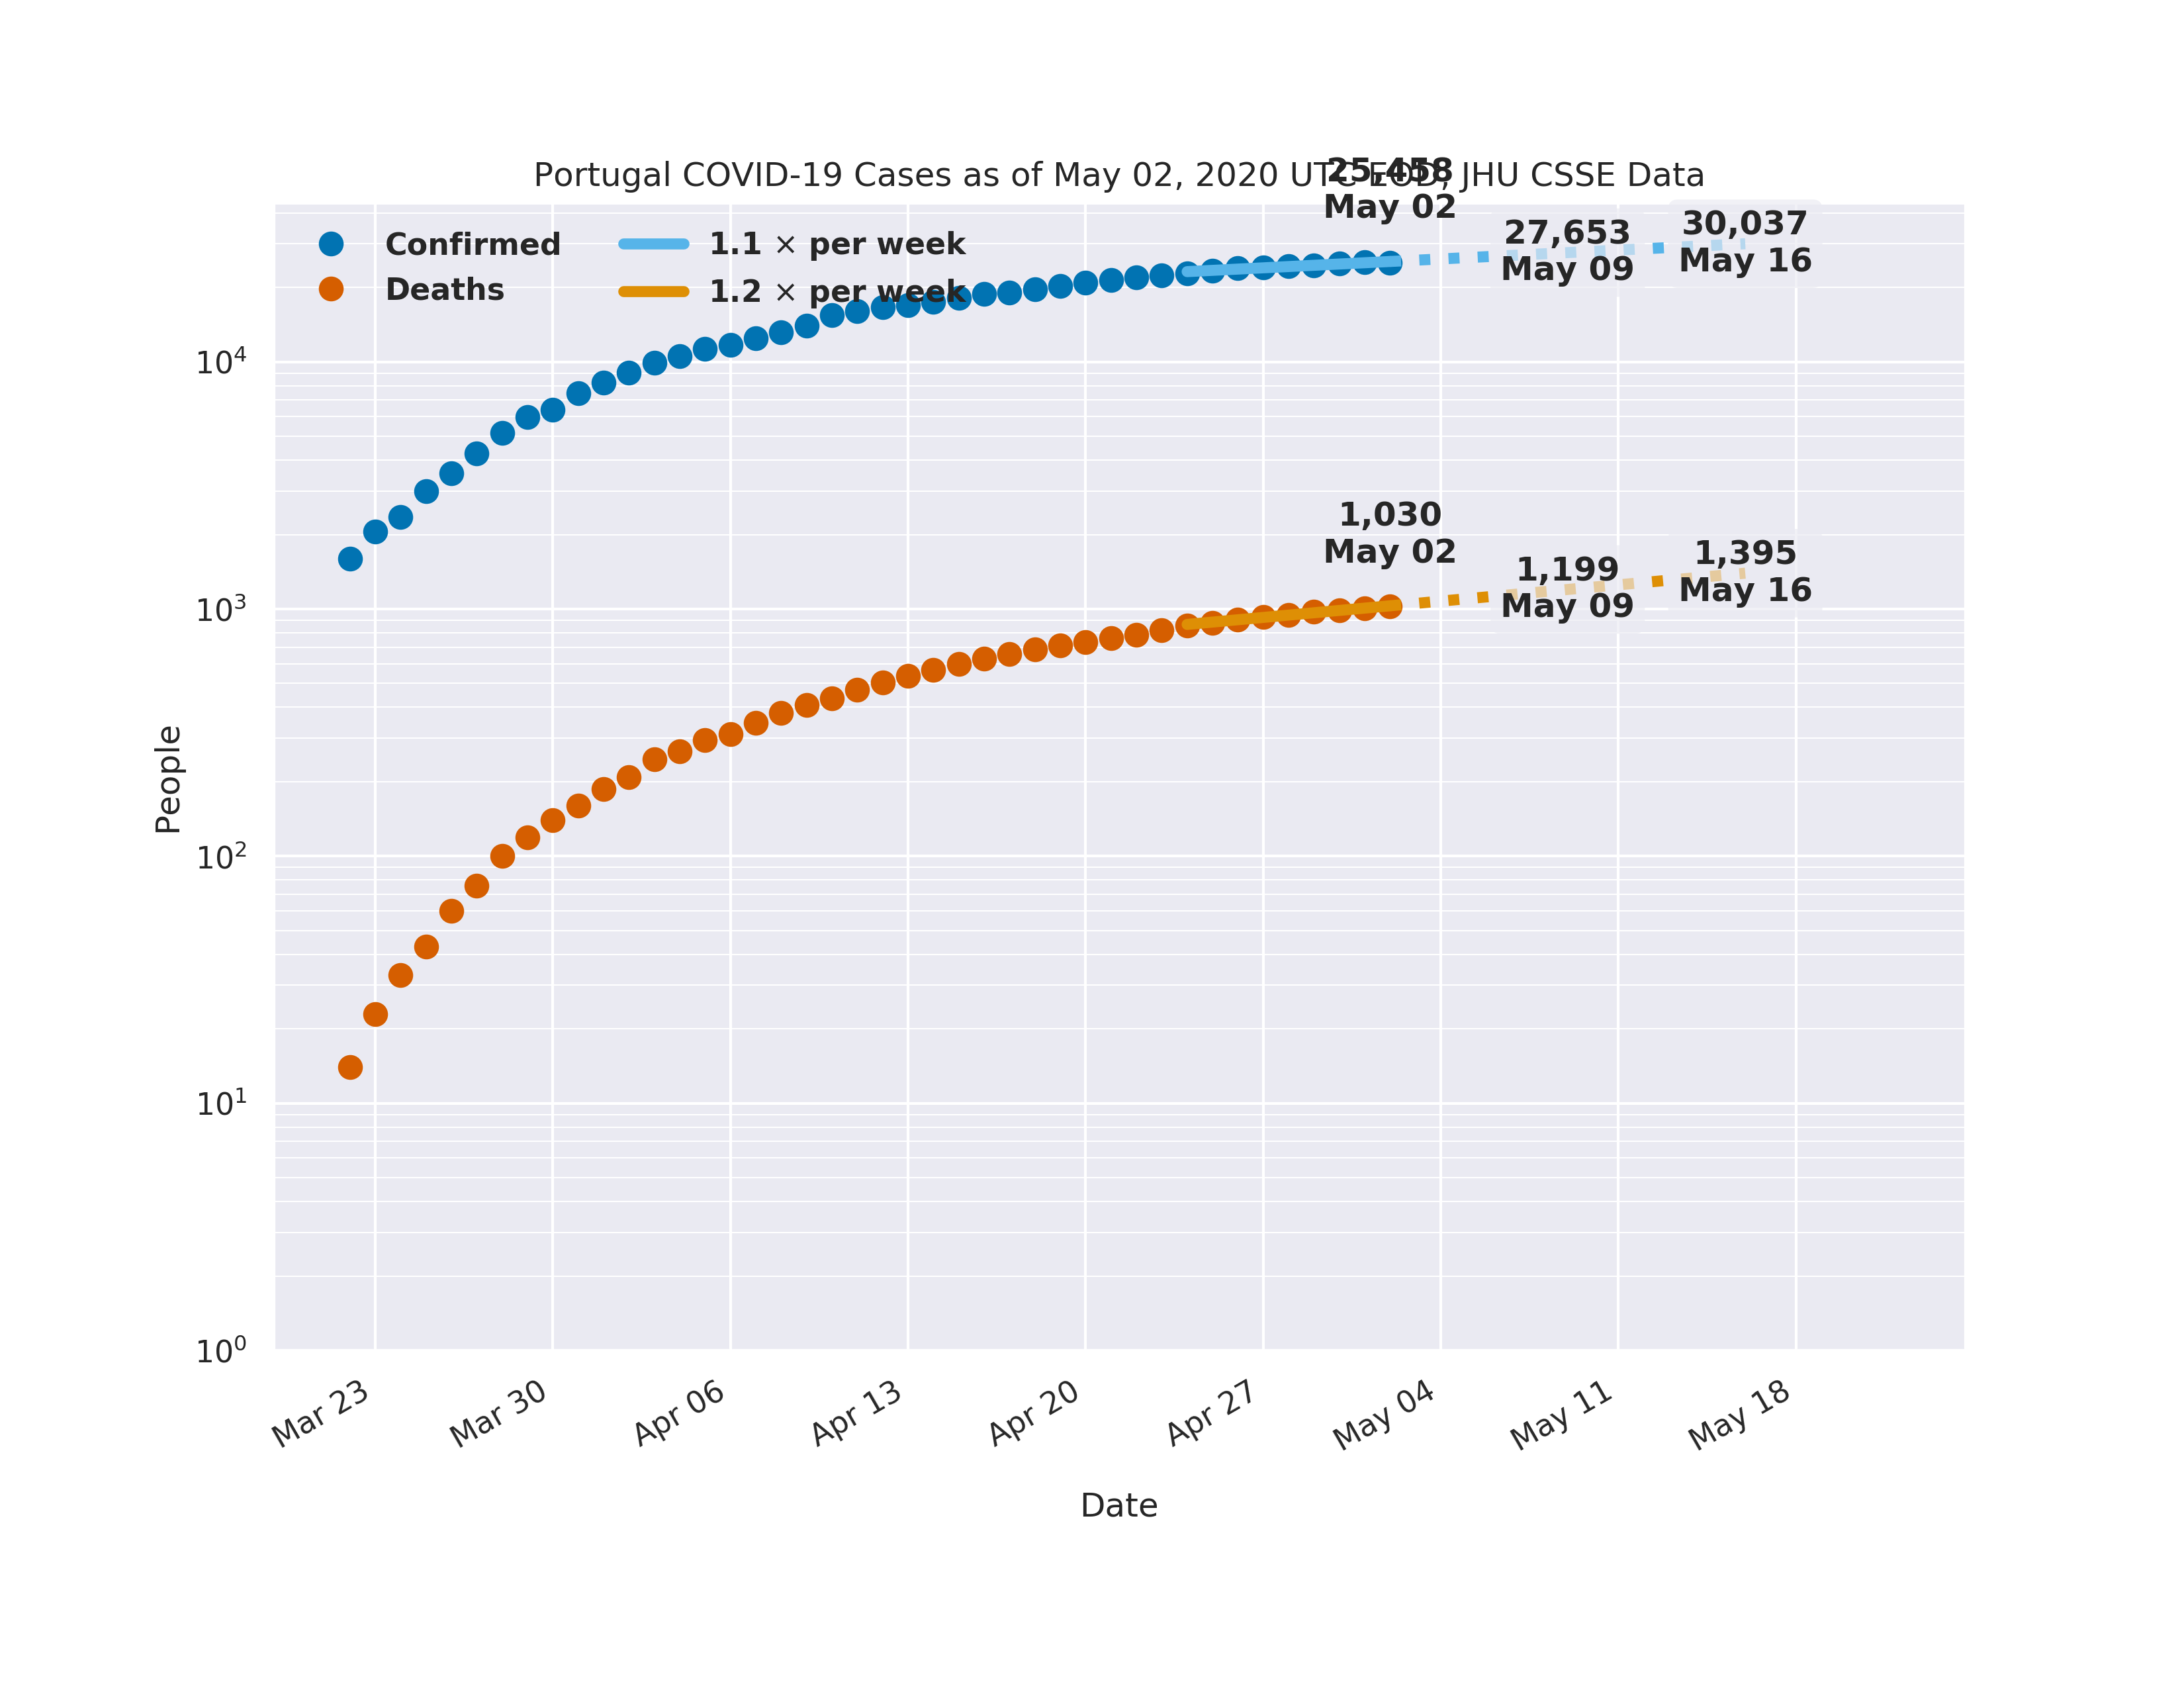 Portugal COVID-19 Cases as of May 02, 2020 UTC EOD, JHU CSSE Data
25,458
May 02
27,653
May 09
30,037
May 16
Confirmed
Deaths
1.1 × per week
1.2 × per week
1,030
May 02
1,199
May 09
1,395
May 16
People
10⁴
10³
10²
10¹
10⁰
Mar 23
Mar 30
Apr 06
Apr 13
Apr 20
Apr 27
May 04
May 11
May 18
Date